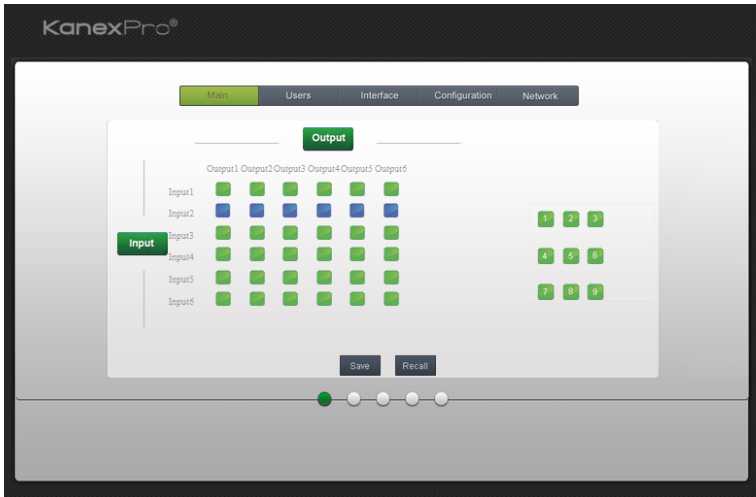 KanexPro®
Main Users Interface Configuration Network
Output
Output1 Output2 Output3 Output4 Output5 Output6
Input1
Input2
Input
Input3
Input4
Input5
Input6
1 2 3
4 5 6
7 8 9
Save Recall